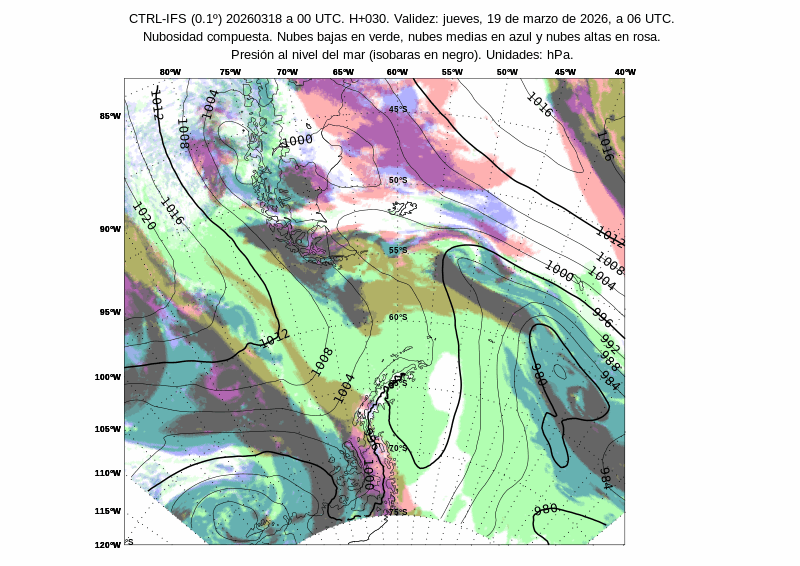 CTRL-IFS (0.1º) 20260318 a 00 UTC. H+030. Validez: jueves, 19 de marzo de 2026, a 06 UTC.
Nubosidad compuesta. Nubes bajas en verde, nubes medias en azul y nubes altas en rosa.
Presión al nivel del mar (isobaras en negro). Unidades: hPa.
80°W 75°W 70°W 65°W 60°W 55°W 50°W 45°W 40°W
1012 1004 1016
85°W 45°S
1008 1000 1016
50°S
1020 1016
90°W 1012
55°S 1008
1000 1004
95°W 60°S 996
1012 992
1008 988
100°W 980 984
1004
105°W
70°S
110°W 1000 984
115°W 75°S 980
120°W °S